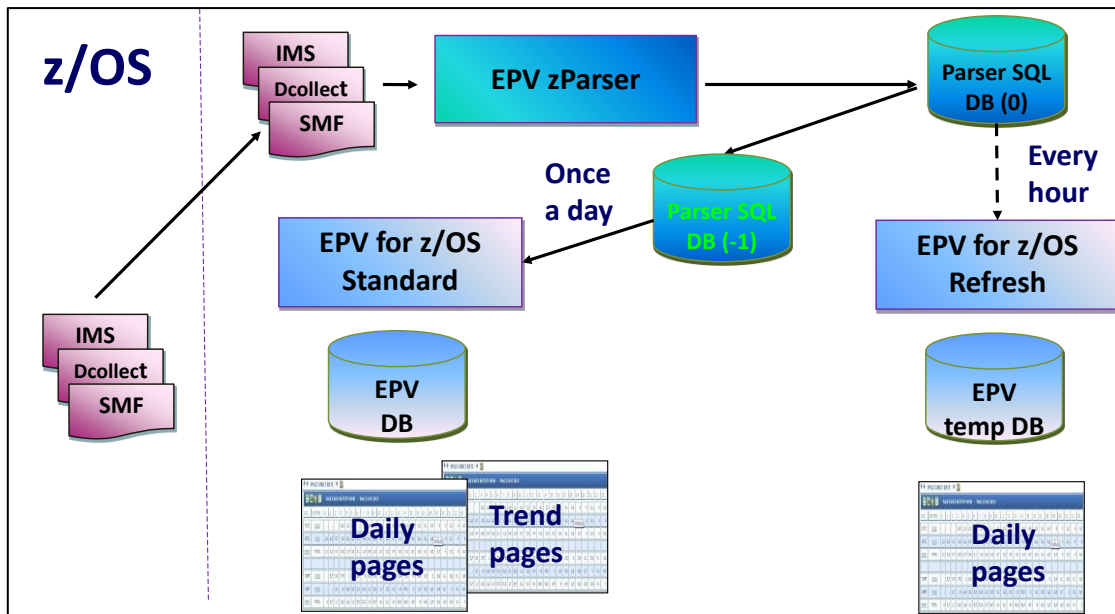 z/OS
IMS
Dcollect
SMF
EPV zParser
Parser SQL
DB (0)
Once
a day
Parser SQL
DB (-1)
Every
hour
EPV for z/OS
Standard
EPV for z/OS
Refresh
IMS
Dcollect
SMF
EPV
DB
EPV
temp DB
Daily
pages
Trend
pages
Daily
pages